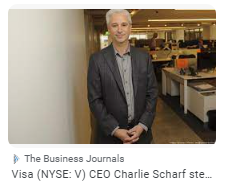 The Business Journals
Visa (NYSE: V) CEO Charlie Scharf ste...